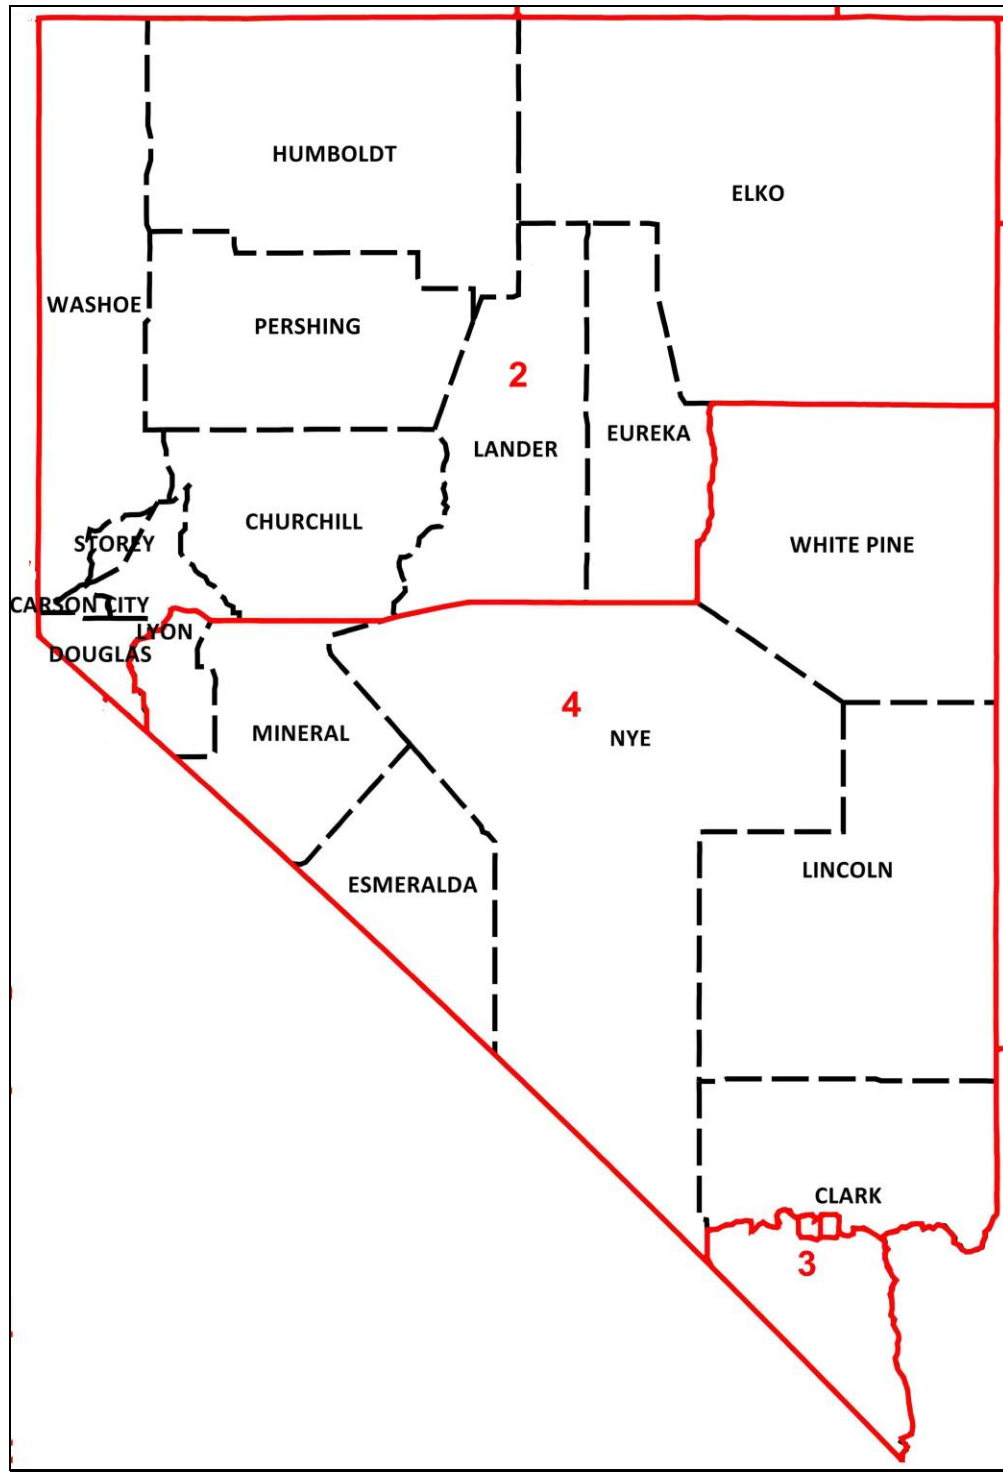 HUMBOLDT
ELKO
WASHOE
PERSHING
2
LANDER
EUREKA
CHURCHILL
STOREY
WHITE PINE
CARSON CITY
LYON
DOUGLAS
4
MINERAL
NYE
LINCOLN
ESMERALDA
CLARK
3